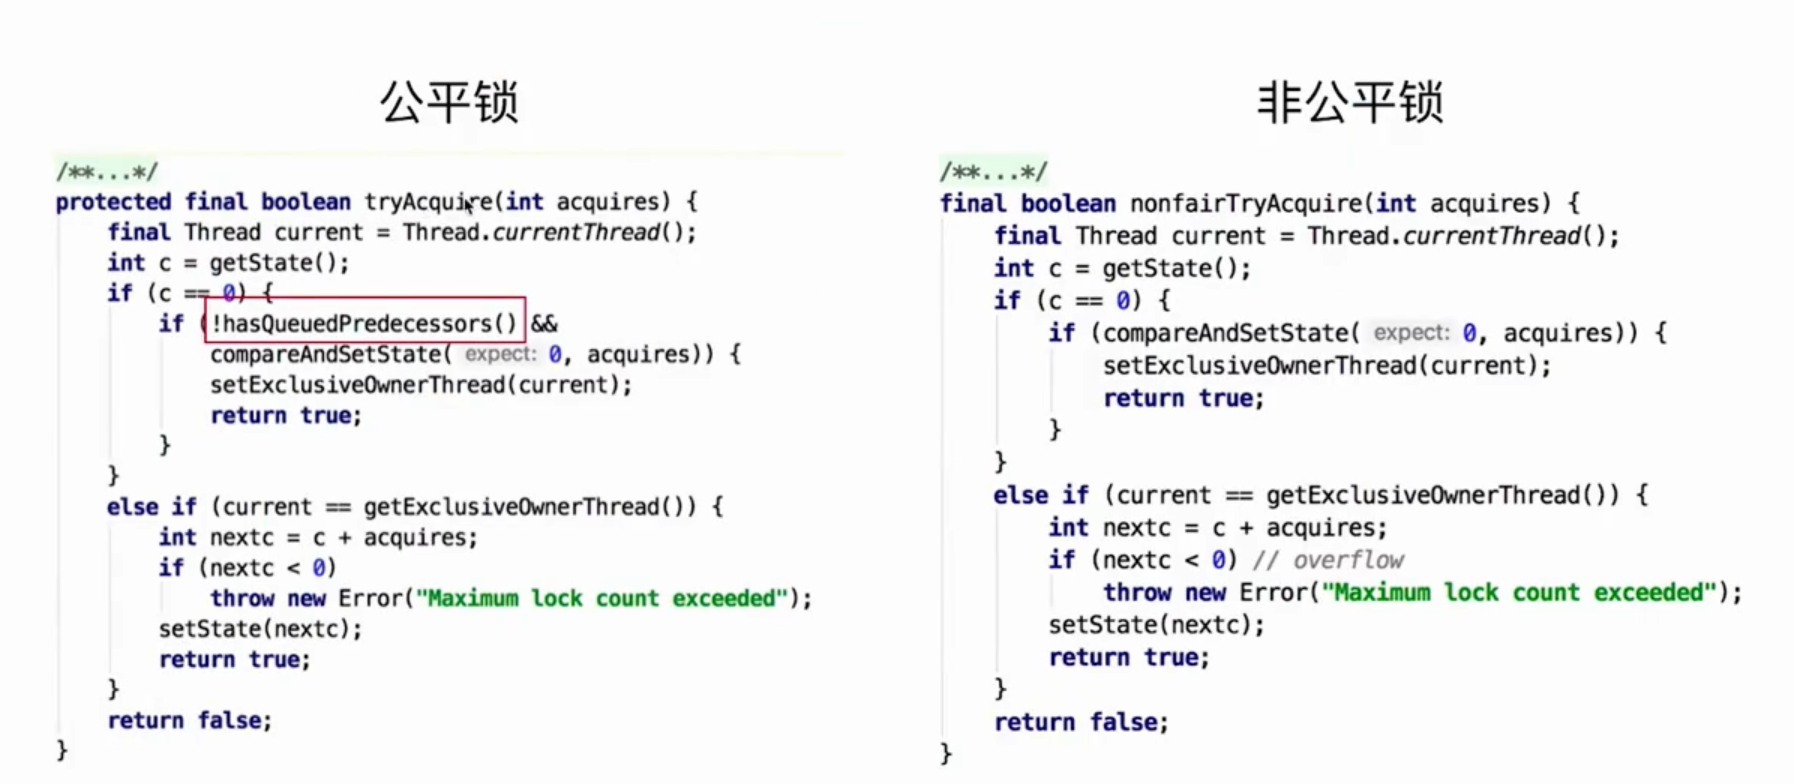 公平锁
/**...*/
protected final boolean tryAcquire(int acquires) {
    final Thread current = Thread.currentThread();
    int c = getState();
    if (c == 0) {
        if (!hasQueuedPredecessors() &&
            compareAndSetState( expect: 0, acquires)) {
            setExclusiveOwnerThread(current);
            return true;
        }
    }
    else if (current == getExclusiveOwnerThread()) {
        int nextc = c + acquires;
        if (nextc < 0)
            throw new Error("Maximum lock count exceeded");
        setState(nextc);
        return true;
    }
    return false;
}
非公平锁
/**...*/
final boolean nonfairTryAcquire(int acquires) {
    final Thread current = Thread.currentThread();
    int c = getState();
    if (c == 0) {
        if (compareAndSetState( expect: 0, acquires)) {
            setExclusiveOwnerThread(current);
            return true;
        }
    }
    else if (current == getExclusiveOwnerThread()) {
        int nextc = c + acquires;
        if (nextc < 0) // overflow
            throw new Error("Maximum lock count exceeded");
        setState(nextc);
        return true;
    }
    return false;
}